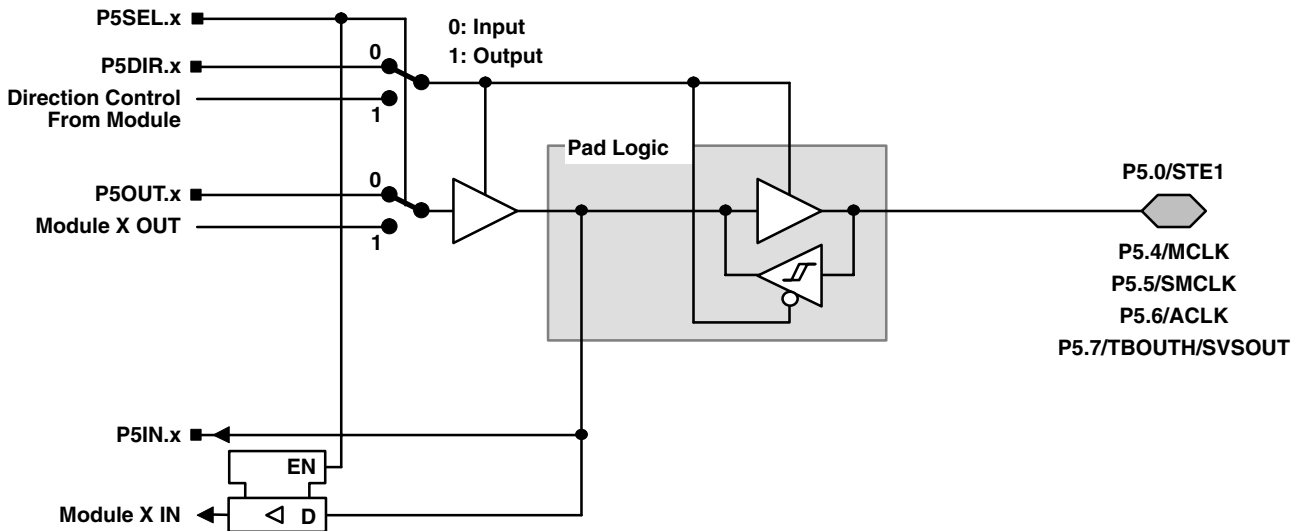 P5SEL.x
0: Input
1: Output
0
P5DIR.x
Direction Control
From Module
1
Pad Logic
P5.0/STE1
0
P5OUT.x
Module X OUT
1
P5.4/MCLK
P5.5/SMCLK
P5.6/ACLK
P5.7/TBOUTH/SVSOUT
P5IN.x
EN
Module X IN
D